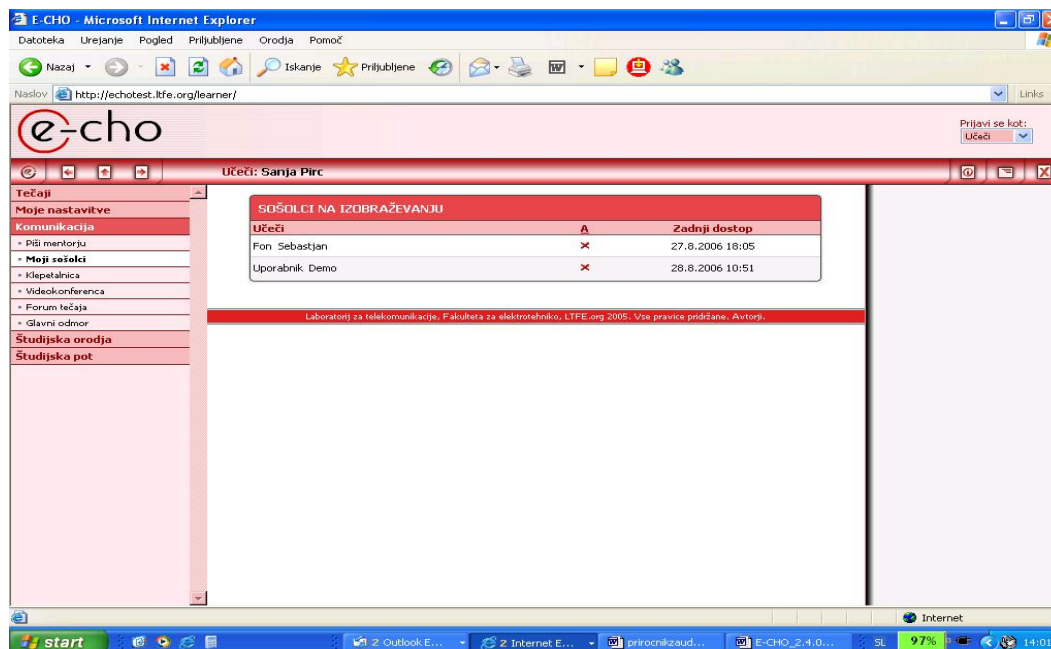 E-CHO - Microsoft Internet Explorer
Datoteka Urejanje Pogled Priljubljene Orodja Pomoč
Nazaj Iskanje Priljubljene
Naslov http://echotest.ltfe.org/learner/ Links
e-cho
Prijavi se kot:
Učeči
Učeči: Sanja Pirc
Tečaji
Moje nastavitve
Komunikacija
Piši mentorju
Moji sošolci
Klepetalnica
Videokonferenca
Forum tečaja
Glavni odmor
Študijska orodja
Študijska pot
SOŠOLCI NA IZOBRAŽEVANJU
Učeči A Zadnji dostop
Fon Sebastjan 27.8.2006 18:05
Uporabnik Demo 28.8.2006 10:51
Laboratorij za telekomunikacije, Fakulteta za elektrotehniko, LTFE.org 2005. Vse pravice pridržane. Avtorji.
Internet
start 2 Outlook E... 2 Internet E... prirocnikzaud... E-CHO_2.4.0... SL 97% 14:01